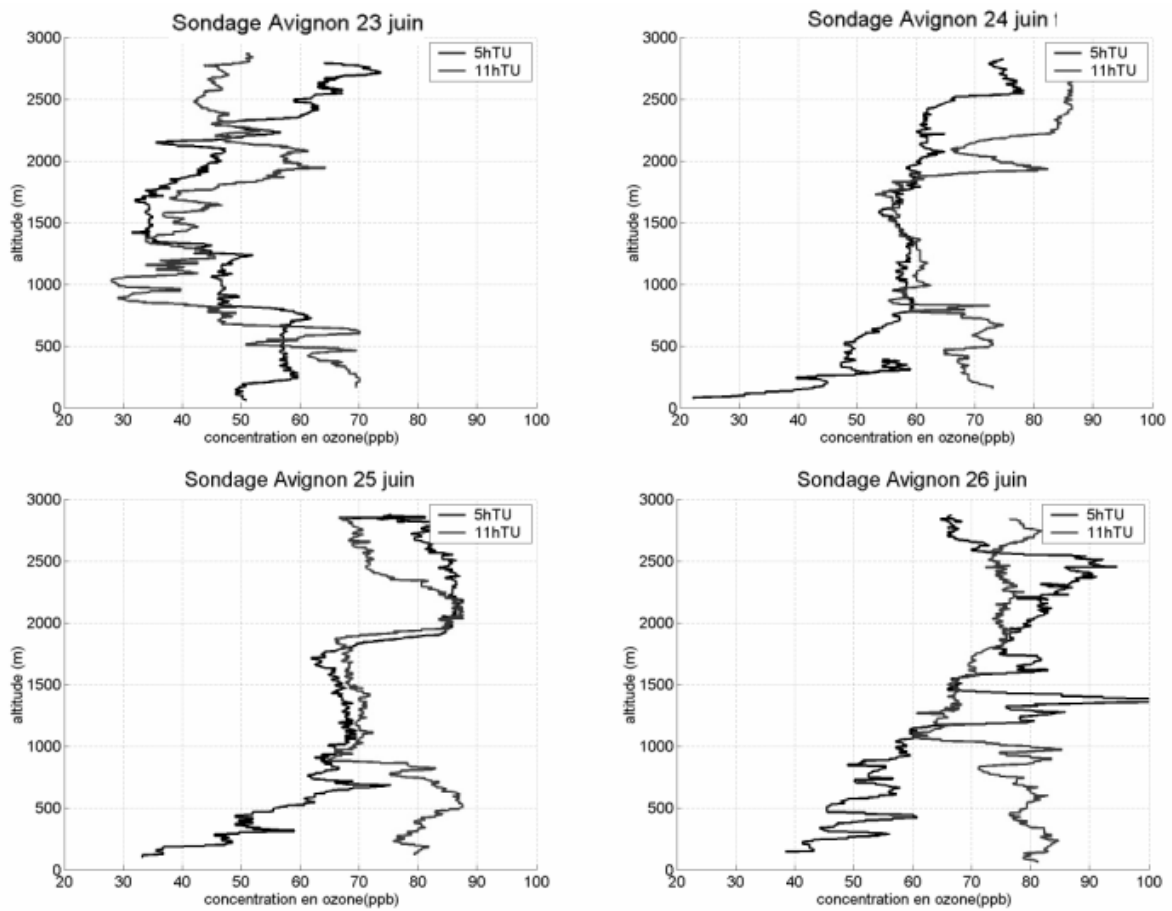 Sondage Avignon 23 juin
3000
2500
2000
1500
1000
500
0
altitude (m)
5hTU
11hTU
20 30 40 50 60 70 80 90 100
concentration en ozone(ppb)
Sondage Avignon 24 juin
3000
2500
2000
1500
1000
500
0
altitude (m)
5hTU
11hTU
20 30 40 50 60 70 80 90 100
concentration en ozone(ppb)
Sondage Avignon 25 juin
3000
2500
2000
1500
1000
500
0
altitude (m)
5hTU
11hTU
20 30 40 50 60 70 80 90 100
concentration en ozone(ppb)
Sondage Avignon 26 juin
3000
2500
2000
1500
1000
500
0
altitude (m)
5hTU
11hTU
20 30 40 50 60 70 80 90 100
concentration en ozone(ppb)